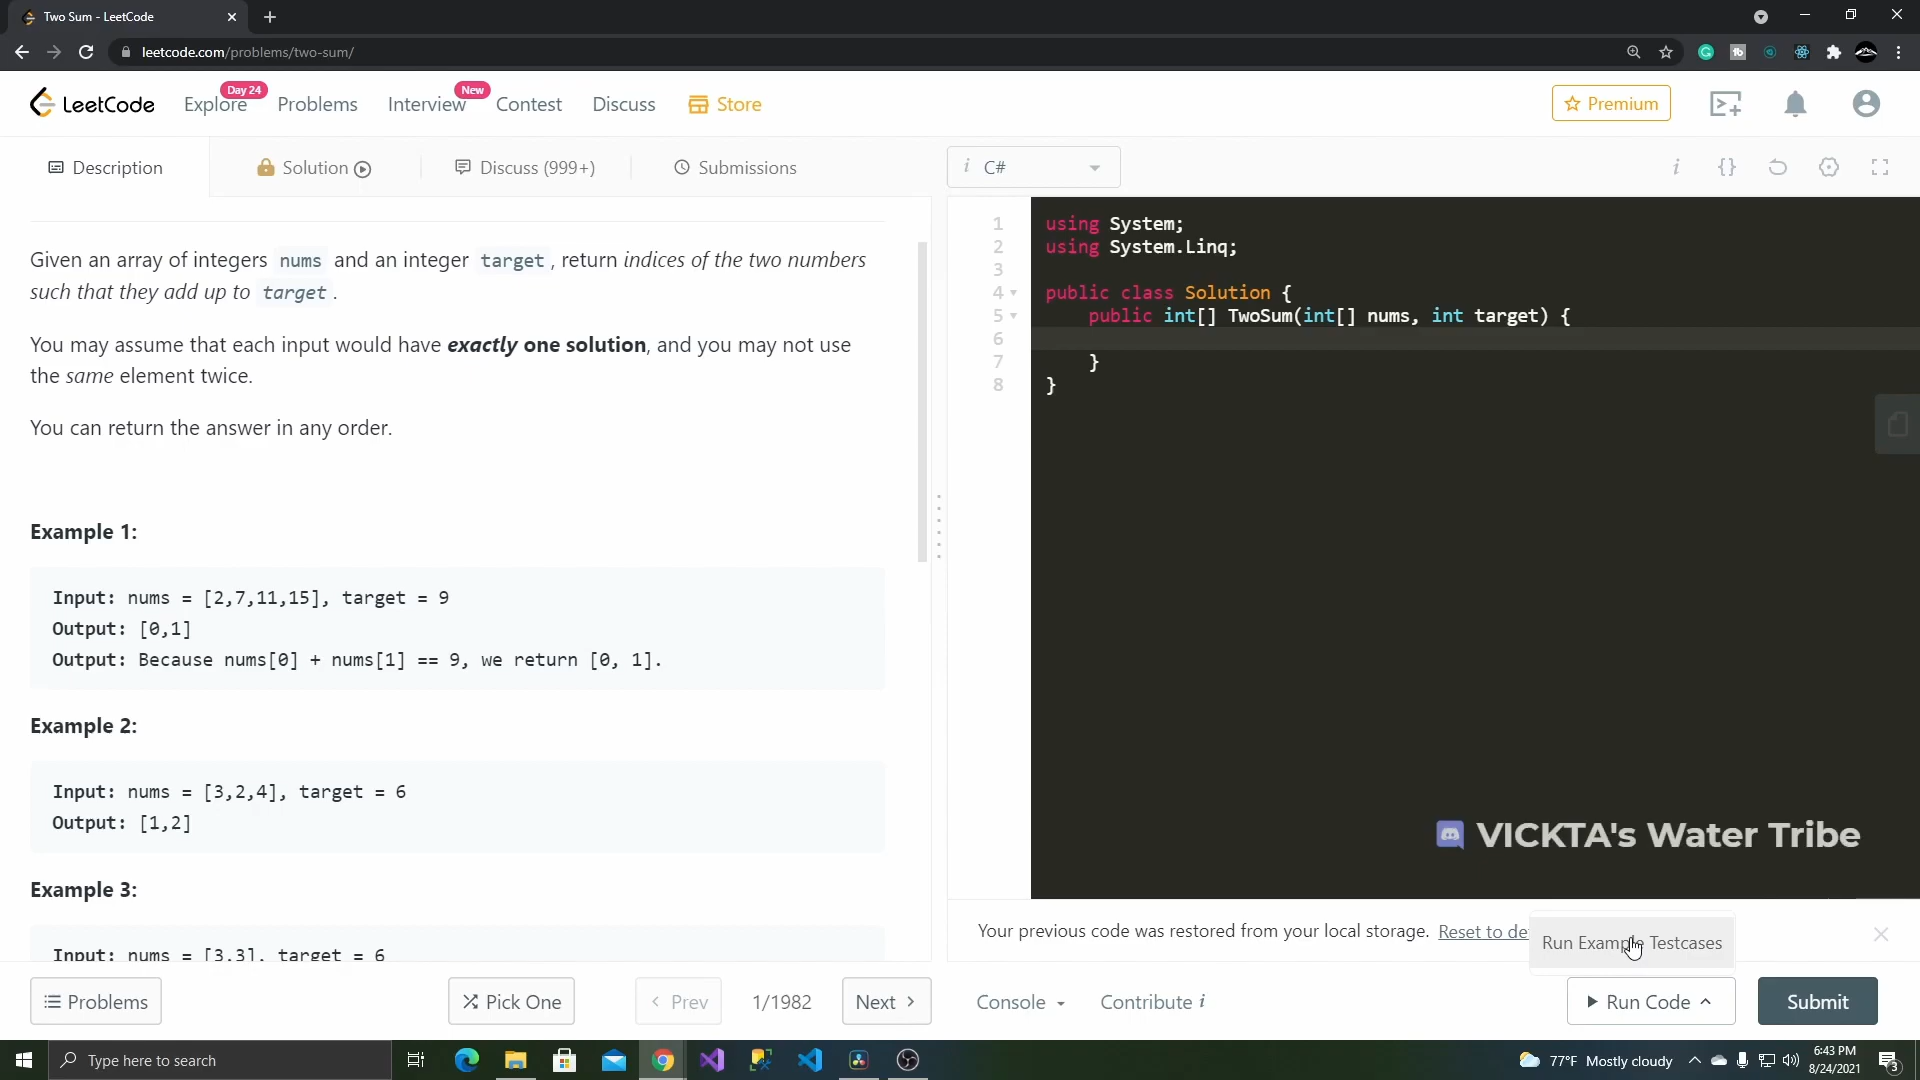 Two Sum - LeetCode
leetcode.com/problems/two-sum/
LeetCode
Explore
Day 24
Problems
Interview
New
Contest
Discuss
Store
Premium
Description
Solution
Discuss (999+)
Submissions
i C#
i {}
Given an array of integers nums and an integer target, return indices of the two numbers
such that they add up to target.
You may assume that each input would have exactly one solution, and you may not use
the same element twice.
You can return the answer in any order.
Example 1:
Input: nums = [2,7,11,15], target = 9
Output: [0,1]
Output: Because nums[0] + nums[1] == 9, we return [0, 1].
Example 2:
Input: nums = [3,2,4], target = 6
Output: [1,2]
Example 3:
Input: nums = [3,3], target = 6
1 using System;
2 using System.Linq;
3
4 public class Solution {
5 public int[] TwoSum(int[] nums, int target) {
6
7 }
8 }
VICKTA's Water Tribe
Your previous code was restored from your local storage. Reset to de
Run Example Testcases
Problems
Pick One
Prev
1/1982
Next
Console
Contribute i
Run Code
Submit
Type here to search
77°F Mostly cloudy
6:43 PM
8/24/2021
3